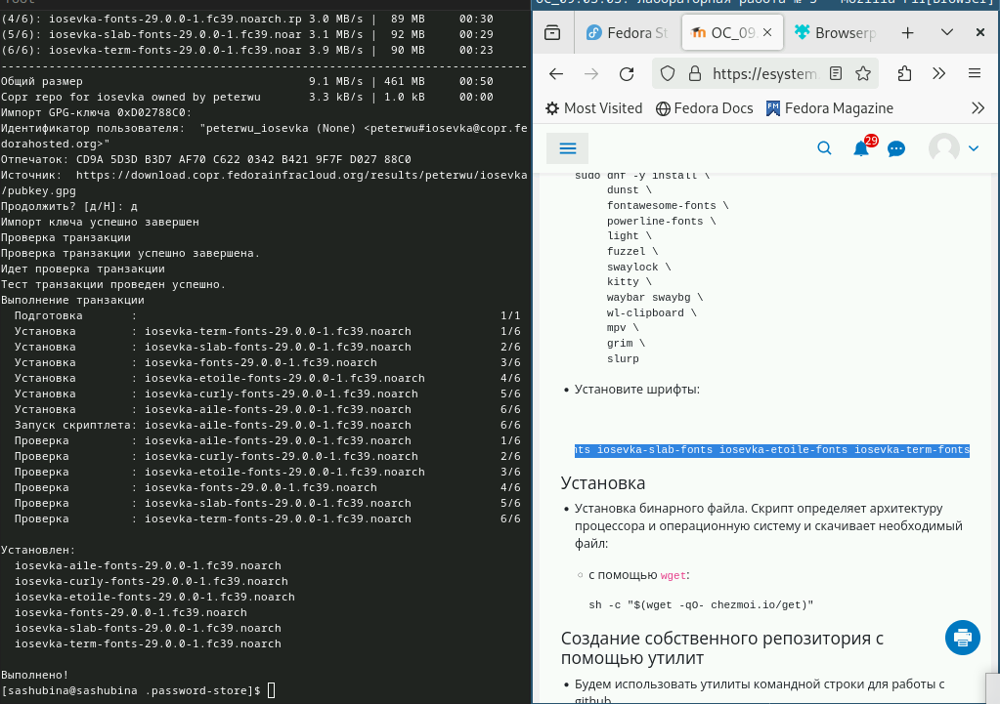 (4/6): iosevka-fonts-29.0.0-1.fc39.noarch.rp 3.0 MB/s |  89 MB     00:30
(5/6): iosevka-slab-fonts-29.0.0-1.fc39.noar 3.1 MB/s |  92 MB     00:29
(6/6): iosevka-term-fonts-29.0.0-1.fc39.noar 3.9 MB/s |  90 MB     00:23
--------------------------------------------------------------------------------
Общий размер                                 9.1 MB/s | 461 MB     00:50
Copr repo for iosevka owned by peterwu       3.3 kB/s | 1.0 kB     00:00
Импорт GPG-ключа 0xD02788C0:
Идентификатор пользователя:  "peterwu_iosevka (None) <peterwu#iosevka@copr.fe
dorahosted.org>"
Отпечаток: CD9A 5D3D B3D7 AF70 C622 0342 B421 9F7F D027 88C0
Источник:  https://download.copr.fedorainfracloud.org/results/peterwu/iosevka
/pubkey.gpg
Продолжить? [д/Н]: д
Импорт ключа успешно завершен
Проверка транзакции
Проверка транзакции успешно завершена.
Идет проверка транзакции
Тест транзакции проведен успешно.
Выполнение транзакции
Подготовка       :                                                      1/1
Установка        : iosevka-term-fonts-29.0.0-1.fc39.noarch             1/6
Установка        : iosevka-slab-fonts-29.0.0-1.fc39.noarch             2/6
Установка        : iosevka-fonts-29.0.0-1.fc39.noarch                  3/6
Установка        : iosevka-etoile-fonts-29.0.0-1.fc39.noarch           4/6
Установка        : iosevka-curly-fonts-29.0.0-1.fc39.noarch            5/6
Установка        : iosevka-aile-fonts-29.0.0-1.fc39.noarch             6/6
Запуск скриптлета: iosevka-aile-fonts-29.0.0-1.fc39.noarch             6/6
Проверка         : iosevka-aile-fonts-29.0.0-1.fc39.noarch             1/6
Проверка         : iosevka-curly-fonts-29.0.0-1.fc39.noarch            2/6
Проверка         : iosevka-etoile-fonts-29.0.0-1.fc39.noarch           3/6
Проверка         : iosevka-fonts-29.0.0-1.fc39.noarch                  4/6
Проверка         : iosevka-slab-fonts-29.0.0-1.fc39.noarch             5/6
Проверка         : iosevka-term-fonts-29.0.0-1.fc39.noarch             6/6
Установлен:
iosevka-aile-fonts-29.0.0-1.fc39.noarch
iosevka-curly-fonts-29.0.0-1.fc39.noarch
iosevka-etoile-fonts-29.0.0-1.fc39.noarch
iosevka-fonts-29.0.0-1.fc39.noarch
iosevka-slab-fonts-29.0.0-1.fc39.noarch
iosevka-term-fonts-29.0.0-1.fc39.noarch
Выполнено!
[sashubina@sashubina .password-store]$
Fedora St OC_09. Browserp
https://esystem.
Most Visited Fedora Docs Fedora Magazine
29
sudo dnf -y install \
dunst \
fontawesome-fonts \
powerline-fonts \
light \
fuzzel \
swaylock \
kitty \
waybar swaybg \
wl-clipboard \
mpv \
grim \
slurp
• Установите шрифты:
nts iosevka-slab-fonts iosevka-etoile-fonts iosevka-term-fonts
Установка
• Установка бинарного файла. Скрипт определяет архитектуру
процессора и операционную систему и скачивает необходимый
файл:
◦ с помощью wget:
sh -c "$(wget -qO- chezmoi.io/get)"
Создание собственного репозитория с
помощью утилит
• Будем использовать утилиты командной строки для работы с
github.